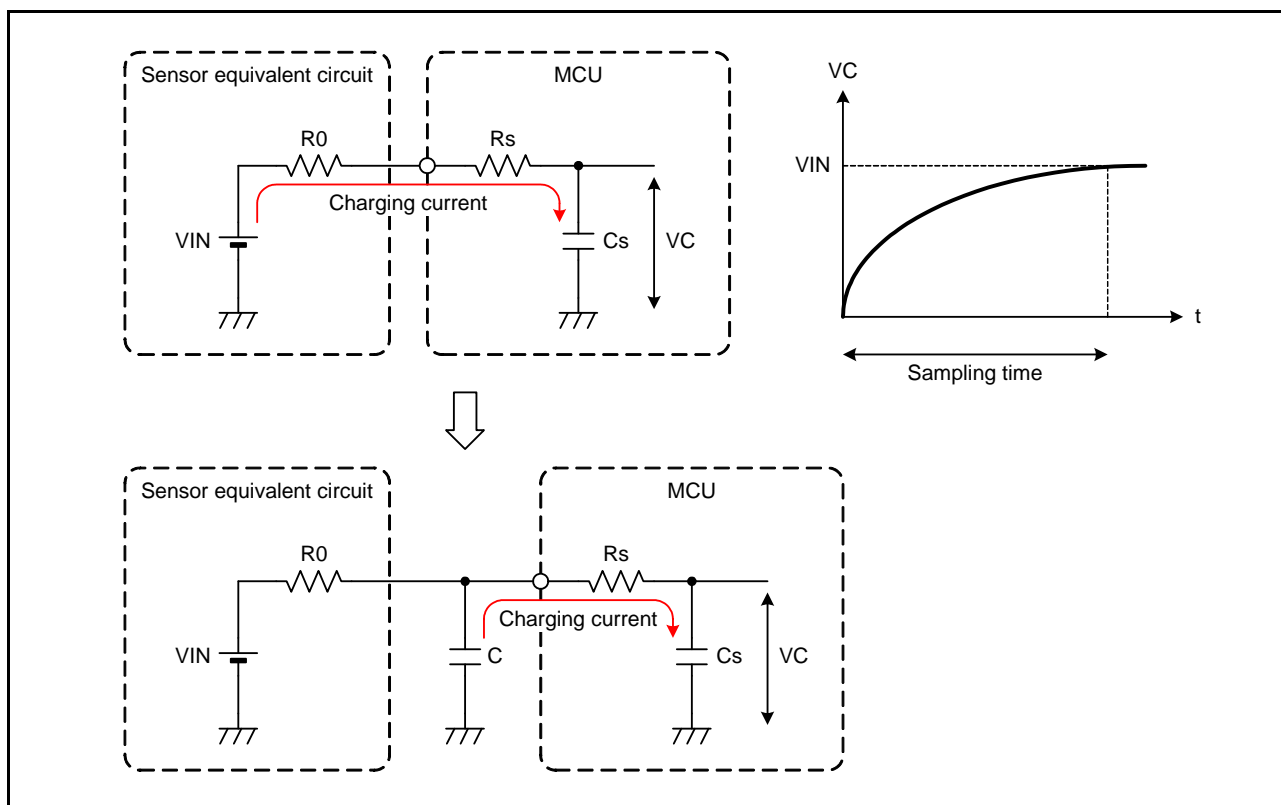 Sensor equivalent circuit
MCU
R0
Rs
Charging current
VIN
Cs
VC
VC
VIN
t
Sampling time
Sensor equivalent circuit
MCU
R0
Rs
Charging current
VIN
C
Cs
VC